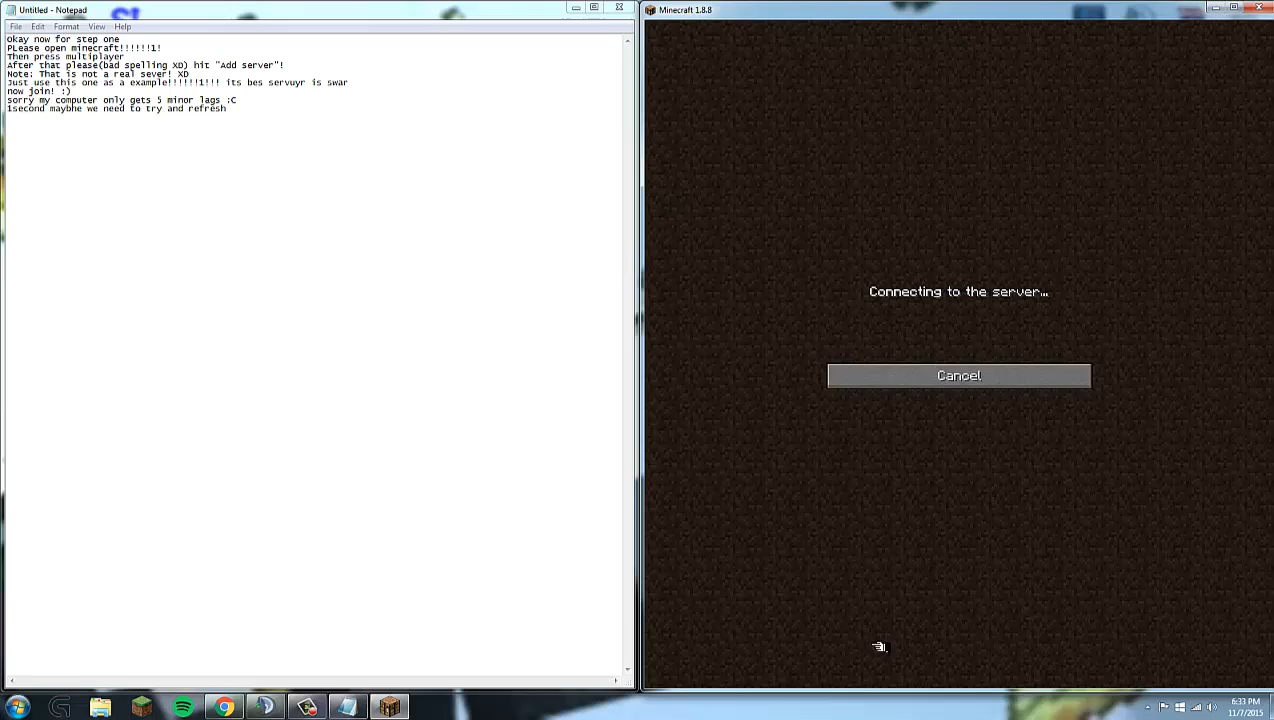 Untitled - Notepad
File Edit Format View Help
Okay now for step one
PLease open minecraft!!!!!!1!
Then press multiplayer
After that please(bad spelling XD) hit "Add server"!
Note: That is not a real sever! XD
Just use this one as a example!!!!!!1!!! its bes servuyr is swar
now join! :)
sorry my computer only gets 5 minor lags :C
1second maybhe we need to try and refresh
Minecraft 1.8.8
Connecting to the server...
Cancel
6:33 PM
11/7/2015